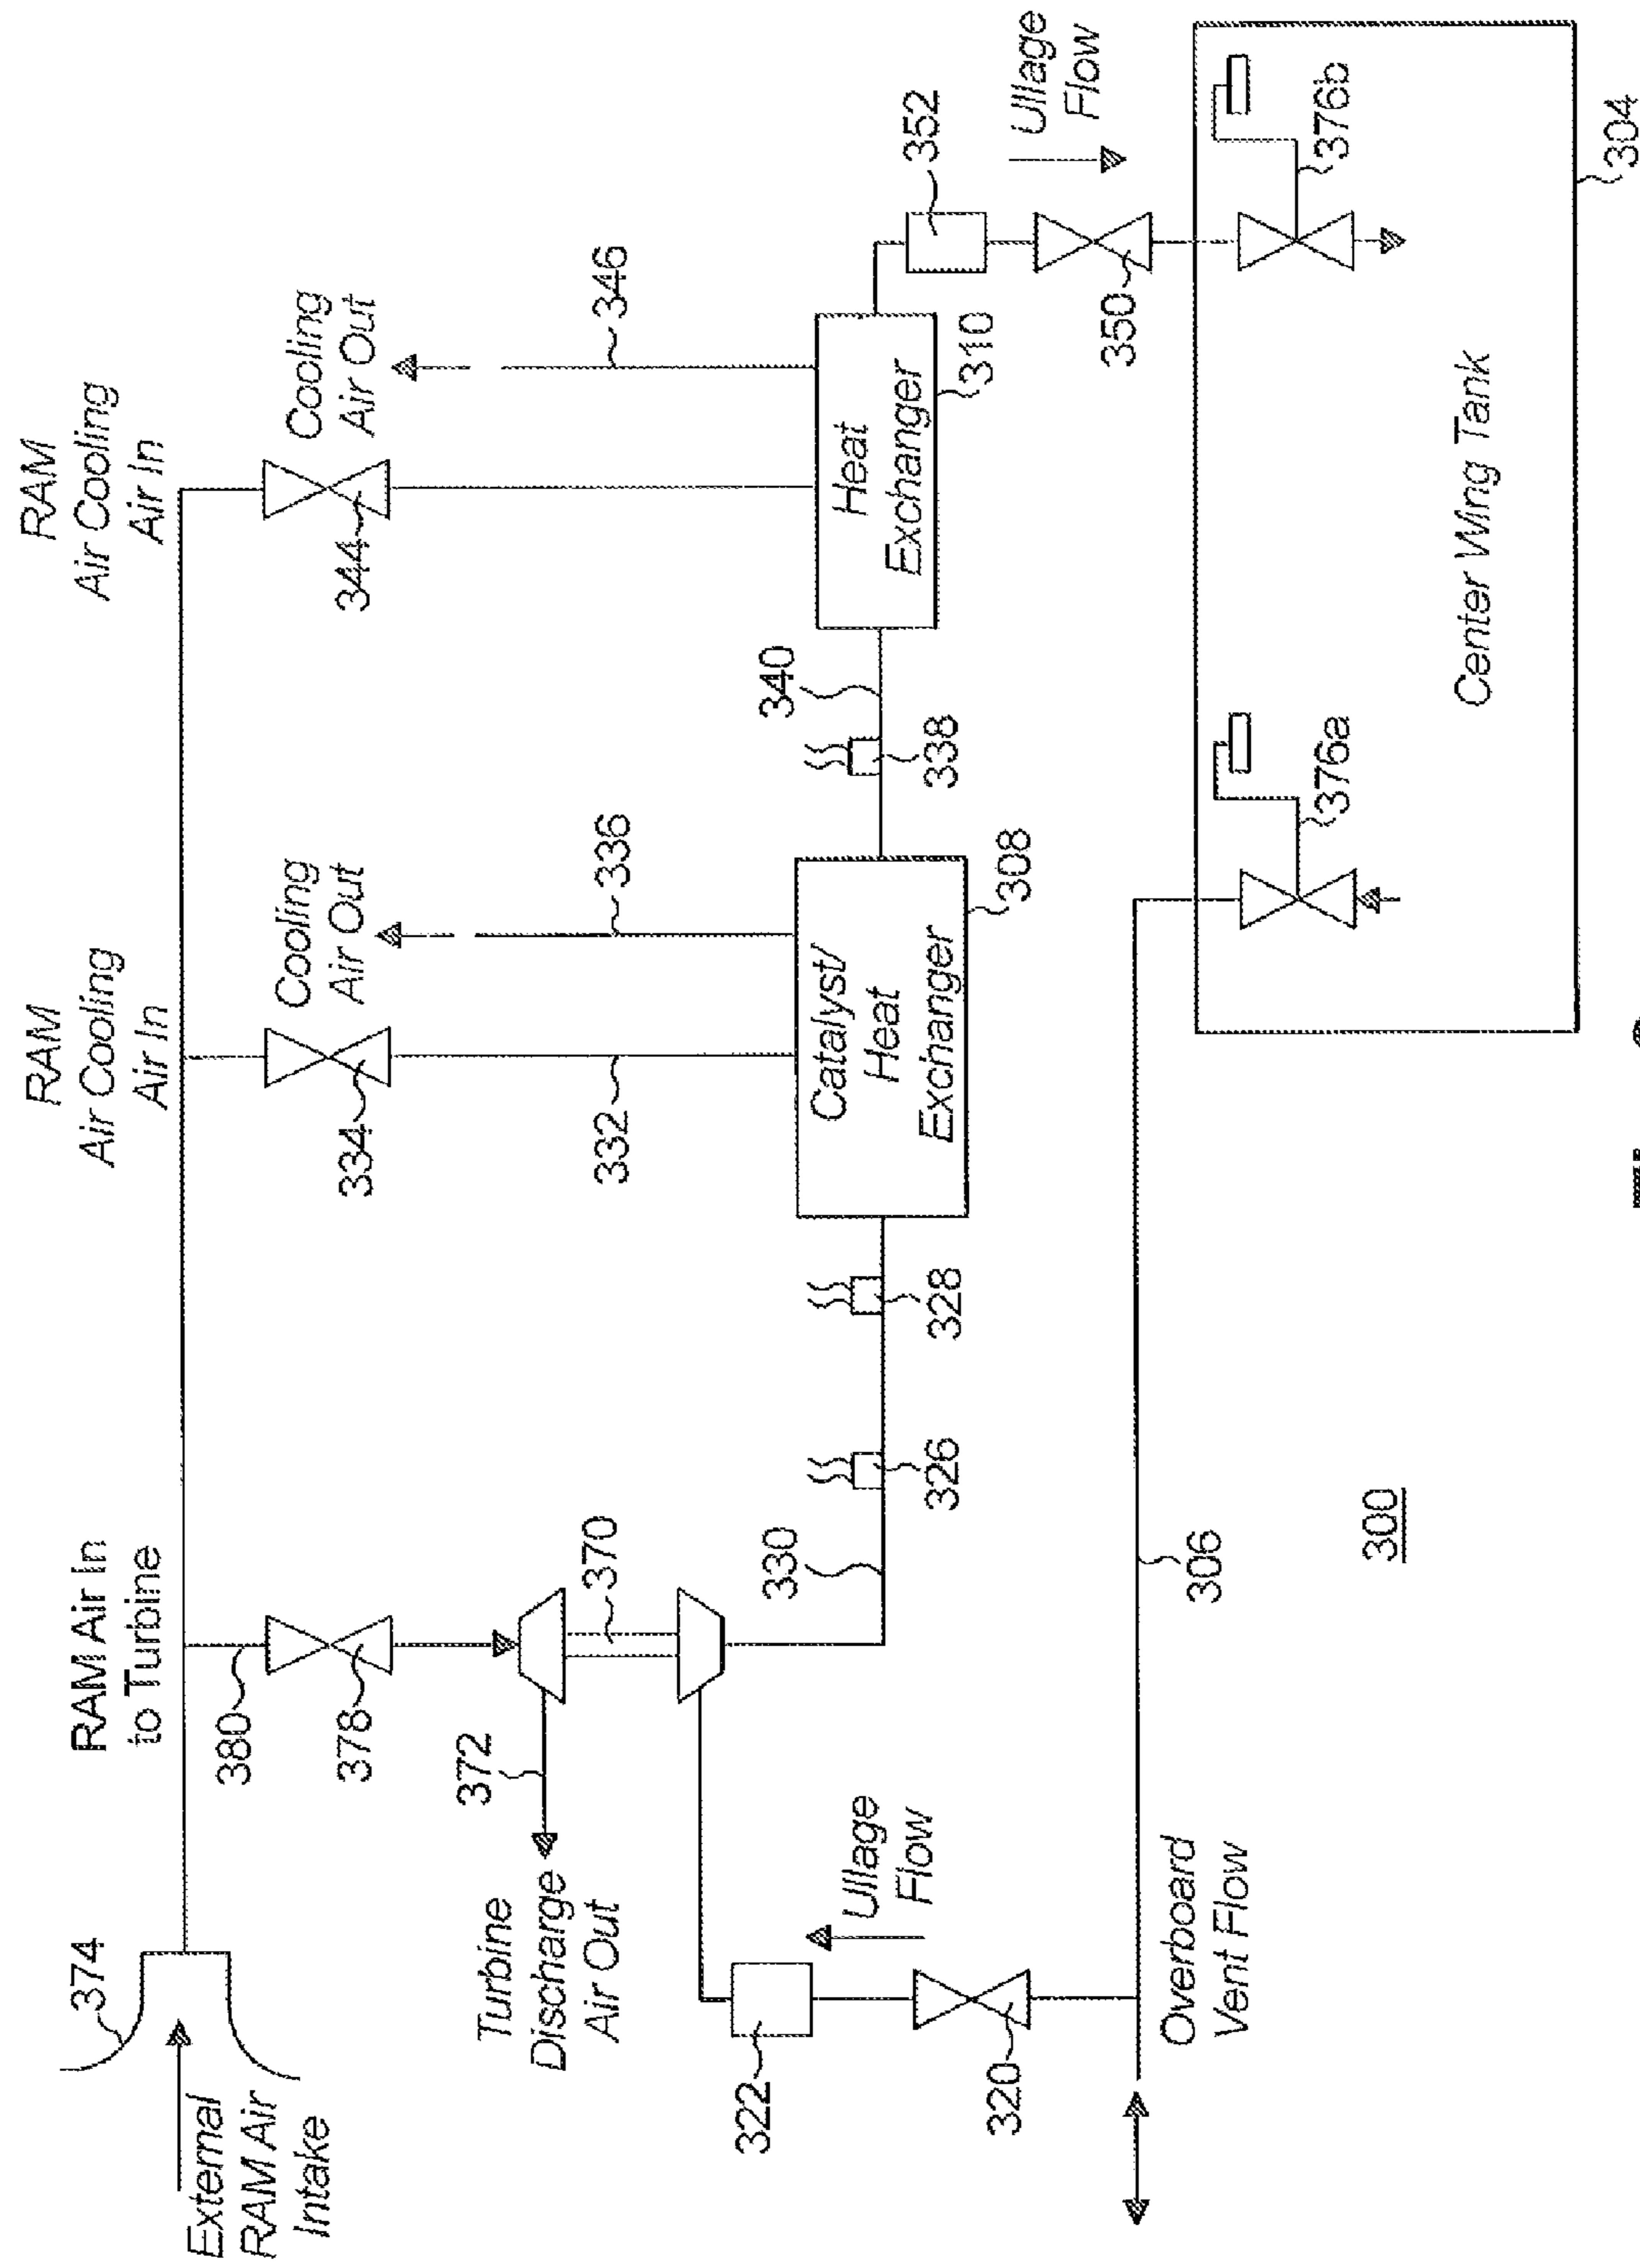 External
RAM Air
Intake
374
RAM Air In
to Turbine
380
378
372
370
Turbine
Discharge
Air Out
RAM
Air Cooling
Air In
334
332
Cooling
Air Out
336
RAM
Air Cooling
Air In
344
Cooling
Air Out
346
330
326
328
Catalyst/
Heat
Exchanger
308
340
338
Heat
Exchanger
310
352
350
Ullage
Flow
322
320
Ullage
Flow
Overboard
Vent Flow
306
376a
376b
Center Wing Tank
304
300